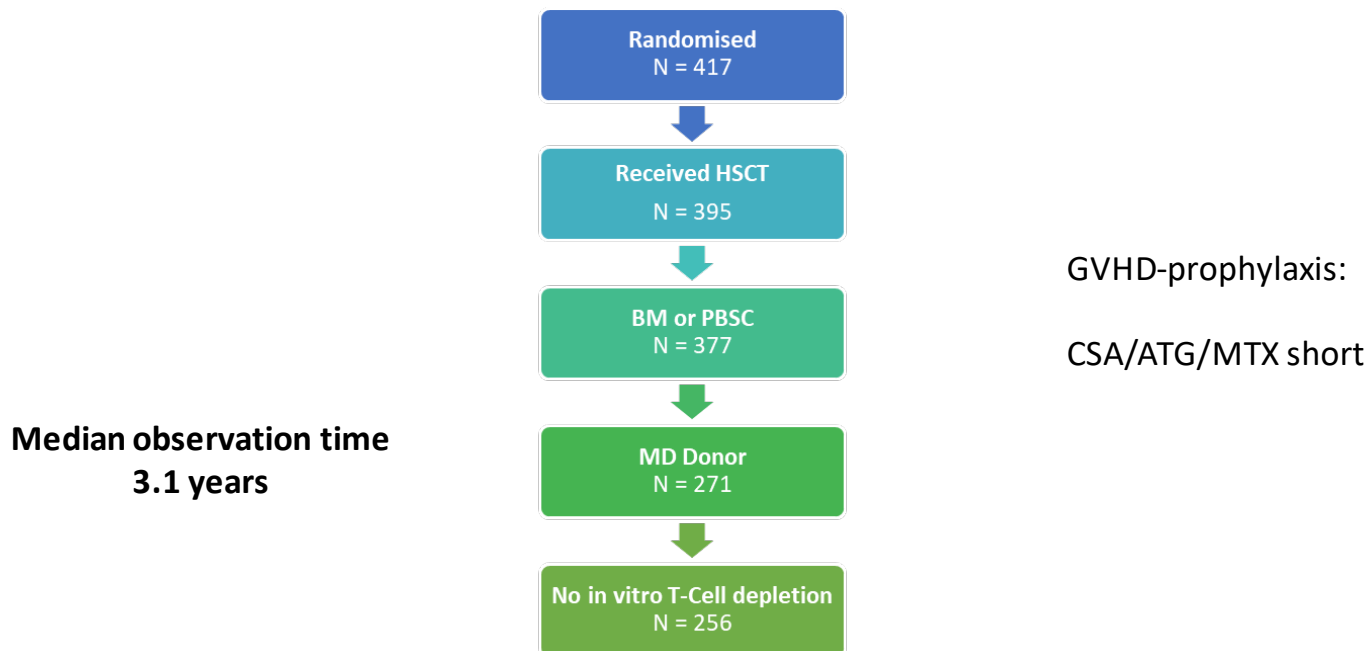 Randomised
N = 417
Received HSCT
N = 395
BM or PBSC
N = 377
MD Donor
N = 271
No in vitro T-Cell depletion
N = 256
Median observation time
3.1 years
GVHD-prophylaxis:
CSA/ATG/MTX short